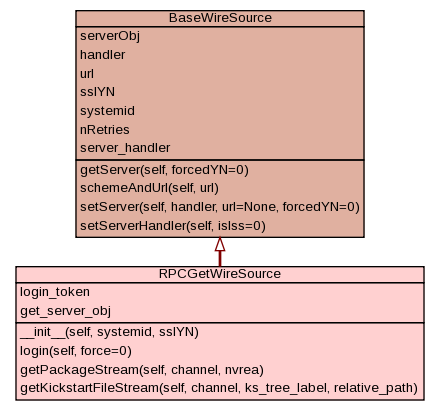 BaseWireSource
serverObj
handler
url
sslYN
systemid
nRetries
server_handler
getServer(self, forcedYN=0)
schemeAndUrl(self, url)
setServer(self, handler, url=None, forcedYN=0)
setServerHandler(self, isIss=0)
RPCGetWireSource
login_token
get_server_obj
__init__(self, systemid, sslYN)
login(self, force=0)
getPackageStream(self, channel, nvrea)
getKickstartFileStream(self, channel, ks_tree_label, relative_path)